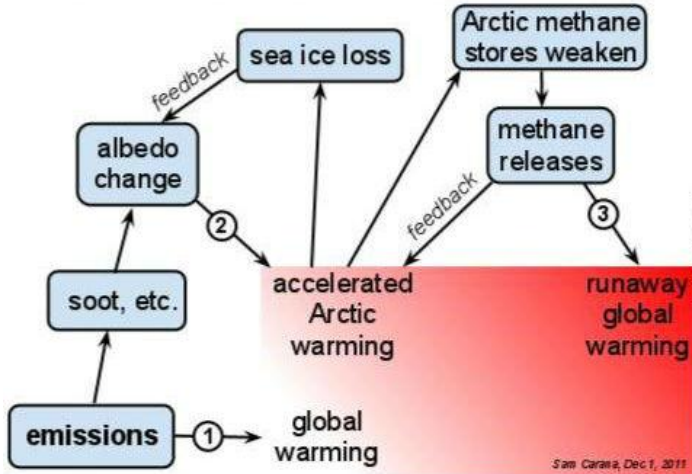 Arctic methane
stores weaken
sea ice loss
feedback
albedo
change
methane
releases
2
feedback
3
soot, etc.
accelerated
Arctic
warming
runaway
global
warming
emissions
1
global
warming
Sam Carana, Dec 1, 2011